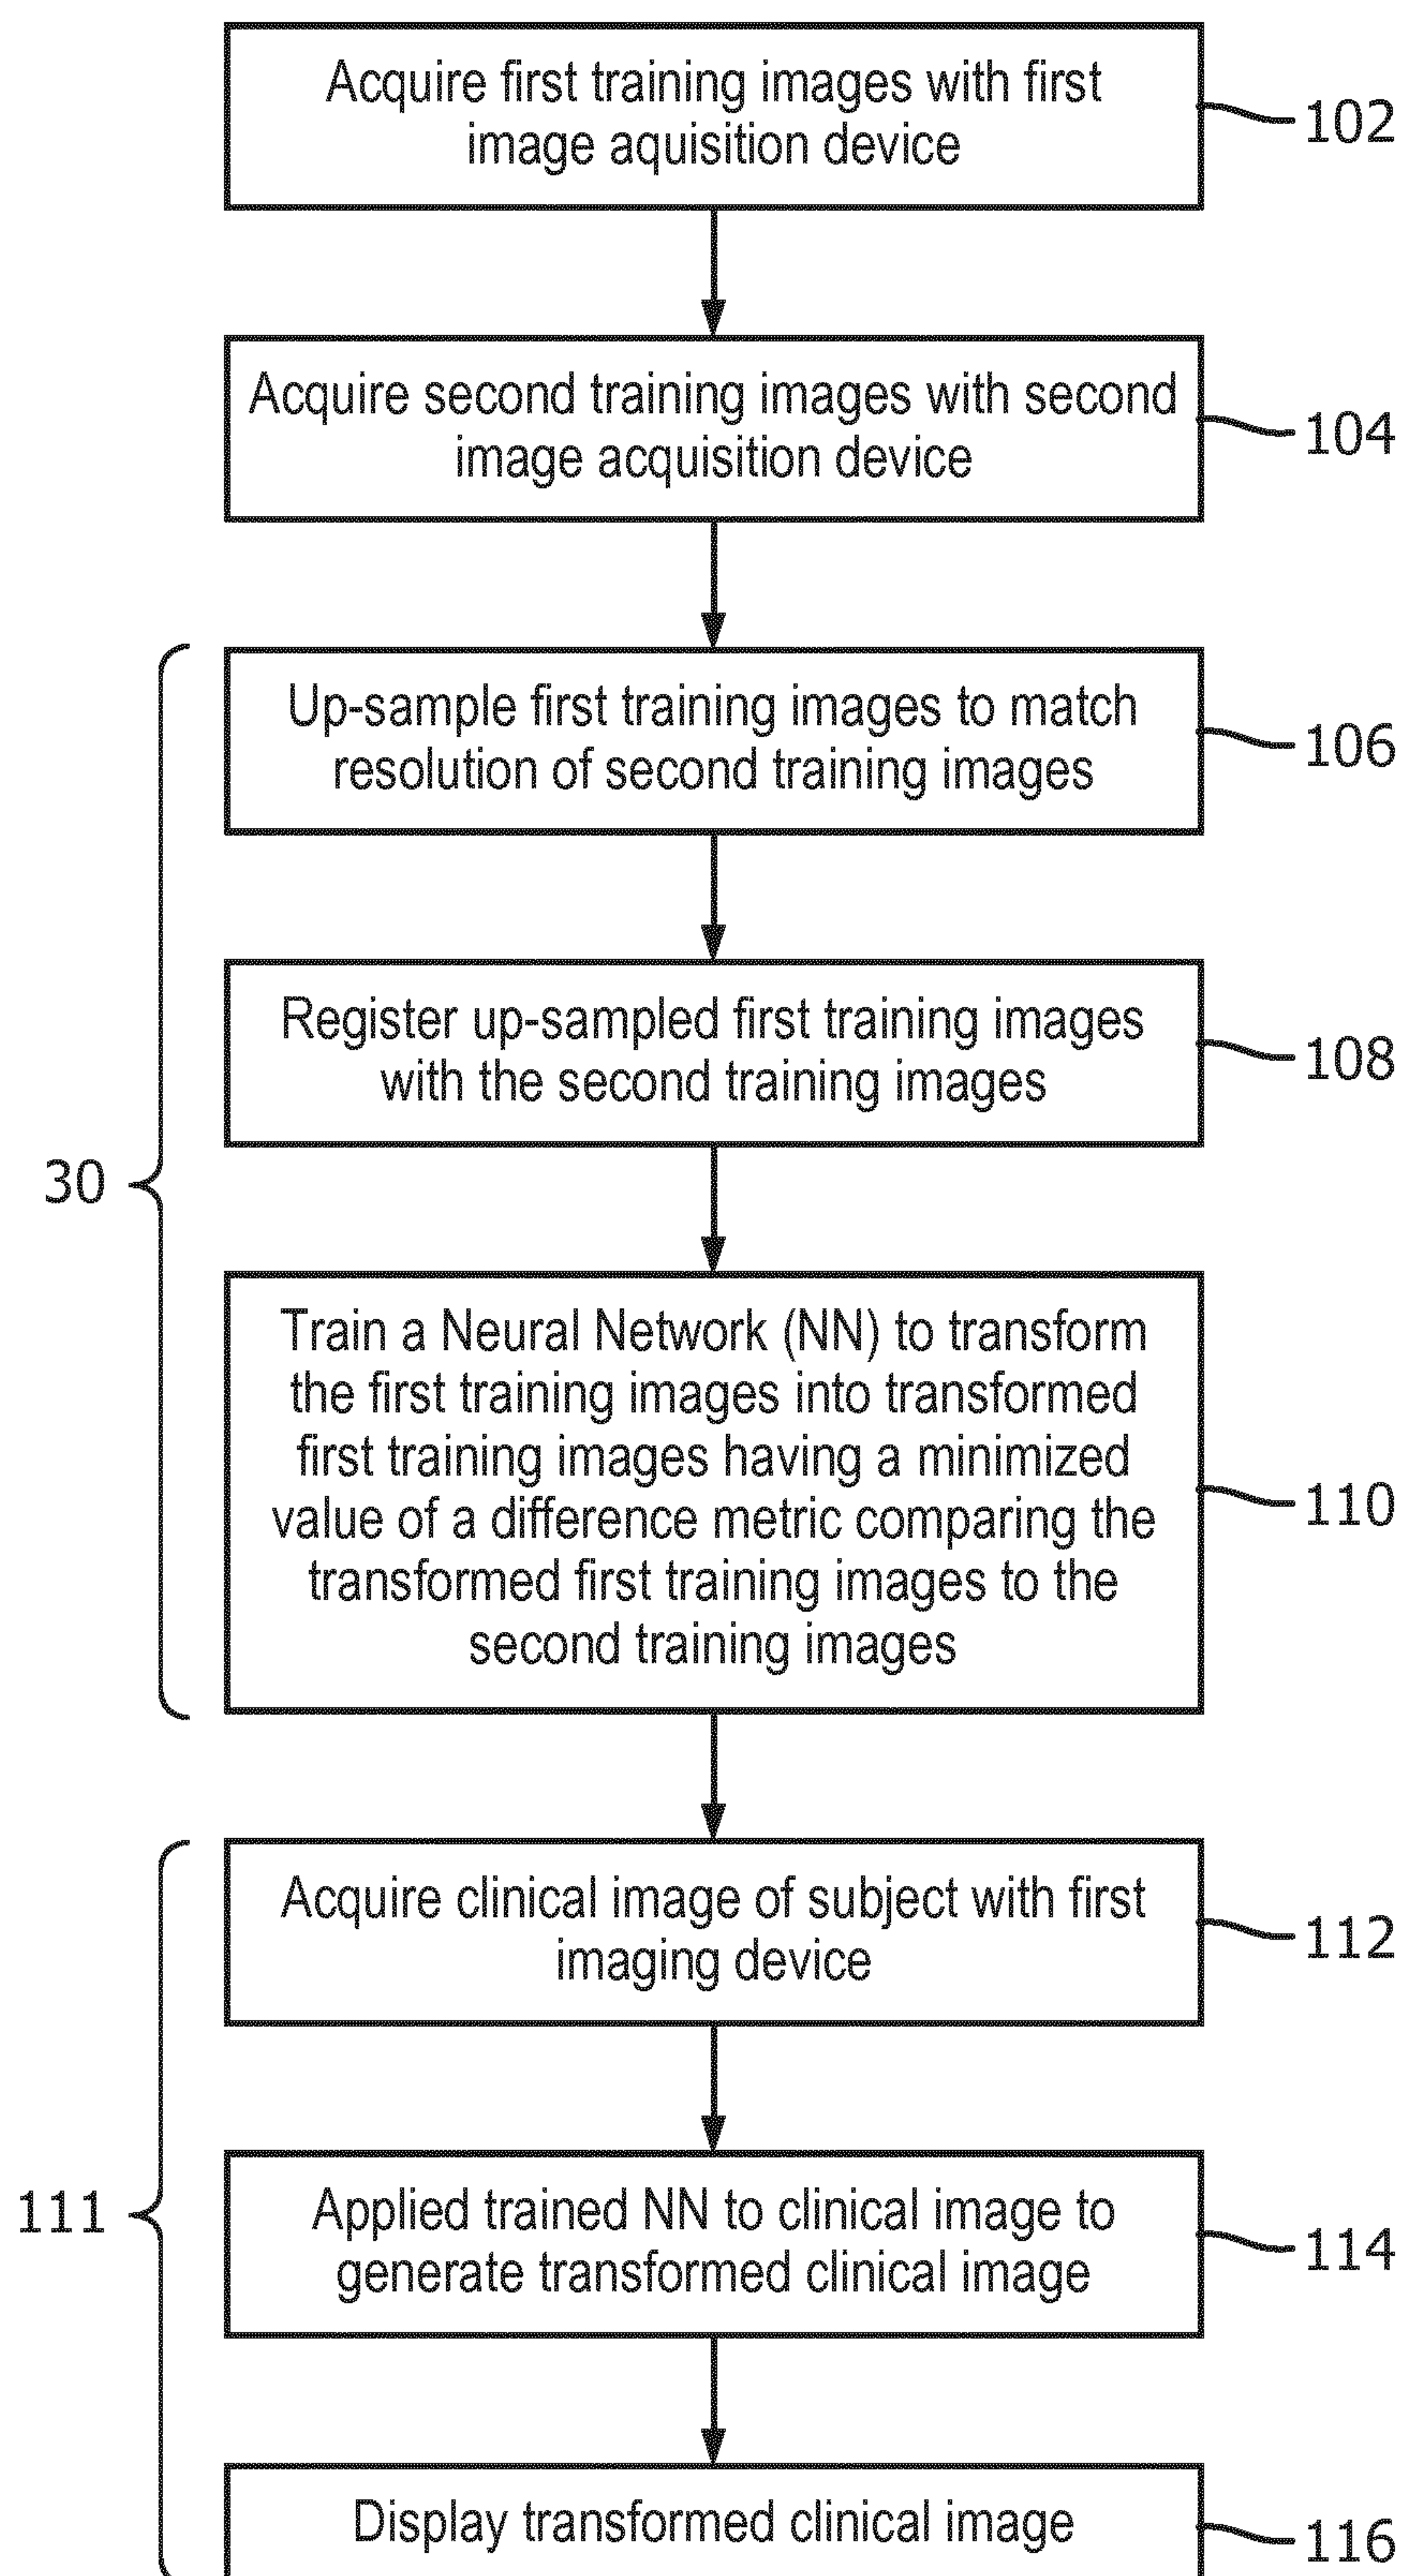 Acquire first training images with first
image aquisition device
102
Acquire second training images with second
image acquisition device
104
Up-sample first training images to match
resolution of second training images
106
Register up-sampled first training images
with the second training images
108
30
Train a Neural Network (NN) to transform
the first training images into transformed
first training images having a minimized
value of a difference metric comparing the
transformed first training images to the
second training images
110
Acquire clinical image of subject with first
imaging device
112
111
Applied trained NN to clinical image to
generate transformed clinical image
114
Display transformed clinical image
116